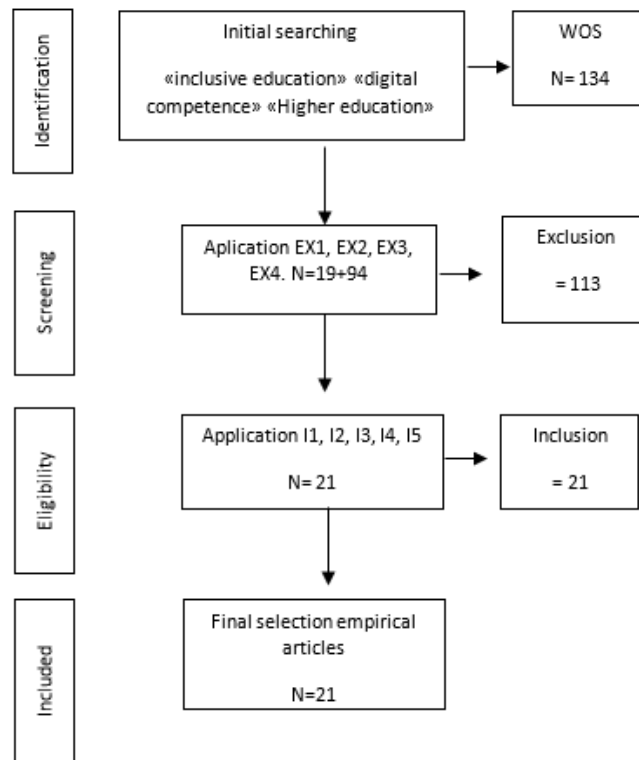 Identification
Initial searching
«inclusive education» «digital
competence» «Higher education»
WOS
N= 134
Screening
Aplication EX1, EX2, EX3,
EX4. N=19+94
Exclusion
= 113
Eligibility
Application I1, I2, I3, I4, I5
N= 21
Inclusion
= 21
Included
Final selection empirical
articles
N=21